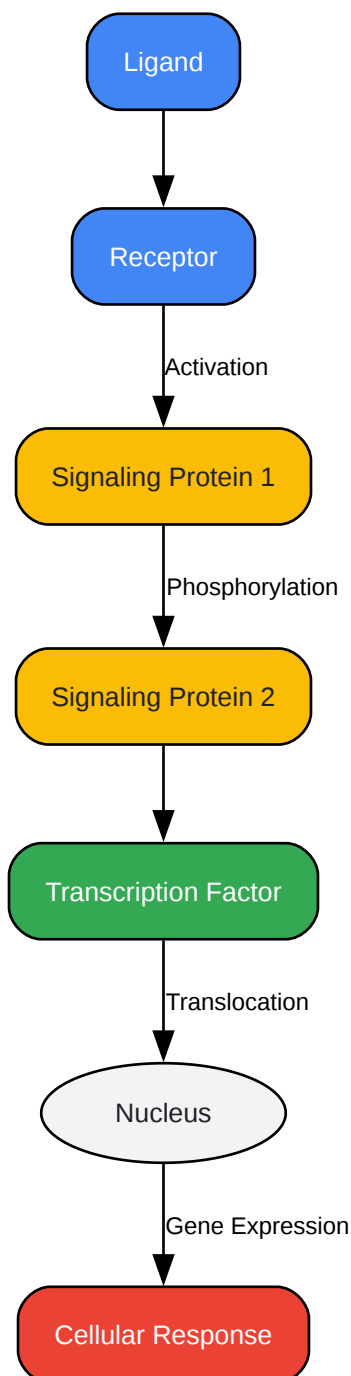 Ligand
Receptor
Activation
Signaling Protein 1
Phosphorylation
Signaling Protein 2
Transcription Factor
Translocation
Nucleus
Gene Expression
Cellular Response